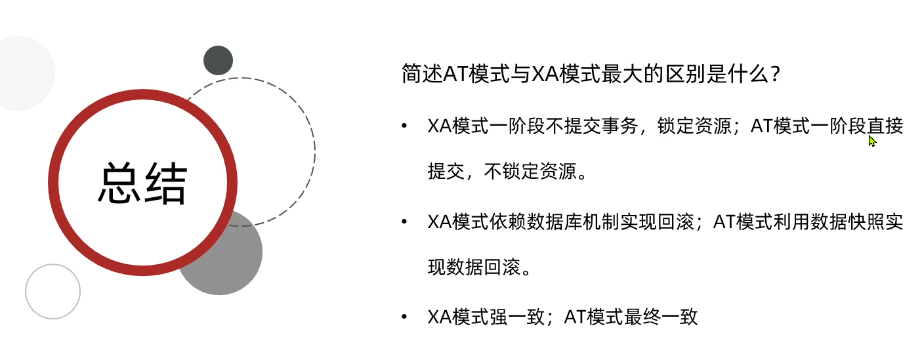 总结
简述AT模式与XA模式最大的区别是什么？
• XA模式一阶段不提交事务，锁定资源；AT模式一阶段直接
提交，不锁定资源。
• XA模式依赖数据库机制实现回滚；AT模式利用数据快照实
现数据回滚。
• XA模式强一致；AT模式最终一致